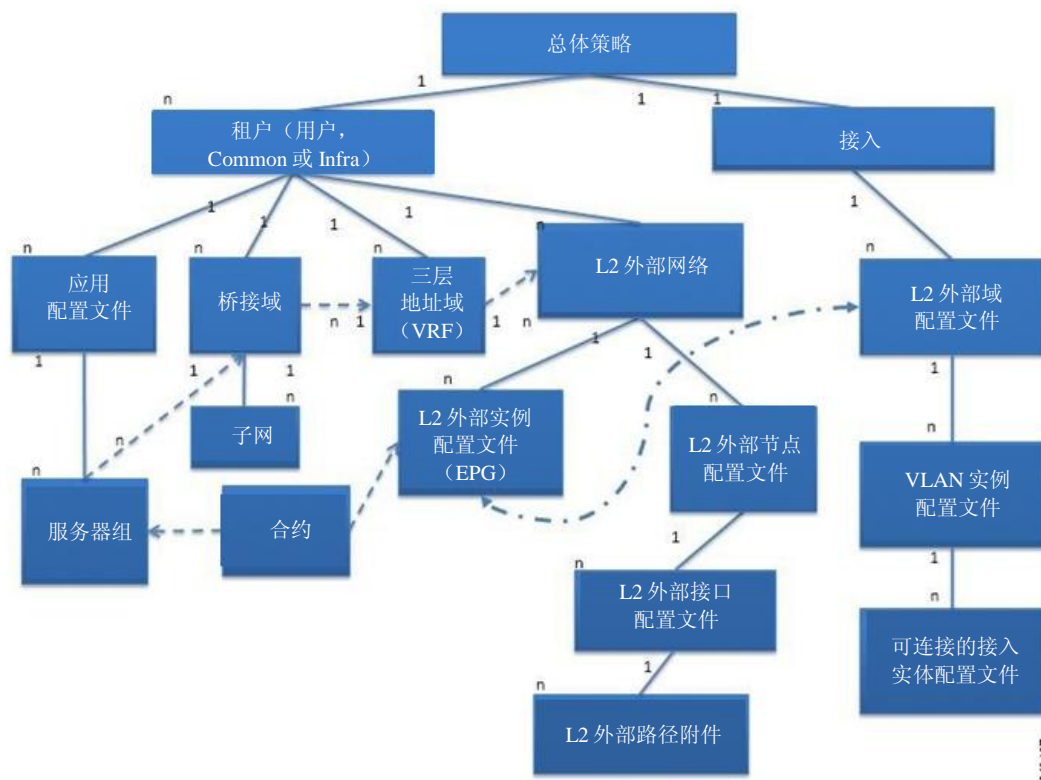 总体策略
1
n
1
1
租户（用户，
Common 或 Infra）
接入
1
1
1
1
1
n
n
n
n
n
应用
配置文件
桥接域
三层
地址域
（VRF）
L2 外部网络
L2 外部域
配置文件
n
1
1
n
1
1
1
1
1
1
n
n
n
n
n
子网
L2 外部实例
配置文件
（EPG）
L2 外部节点
配置文件
VLAN 实例
配置文件
n
服务器组
合约
1
1
n
n
L2 外部接口
配置文件
可连接的接入
实体配置文件
1
n
L2 外部路径附件